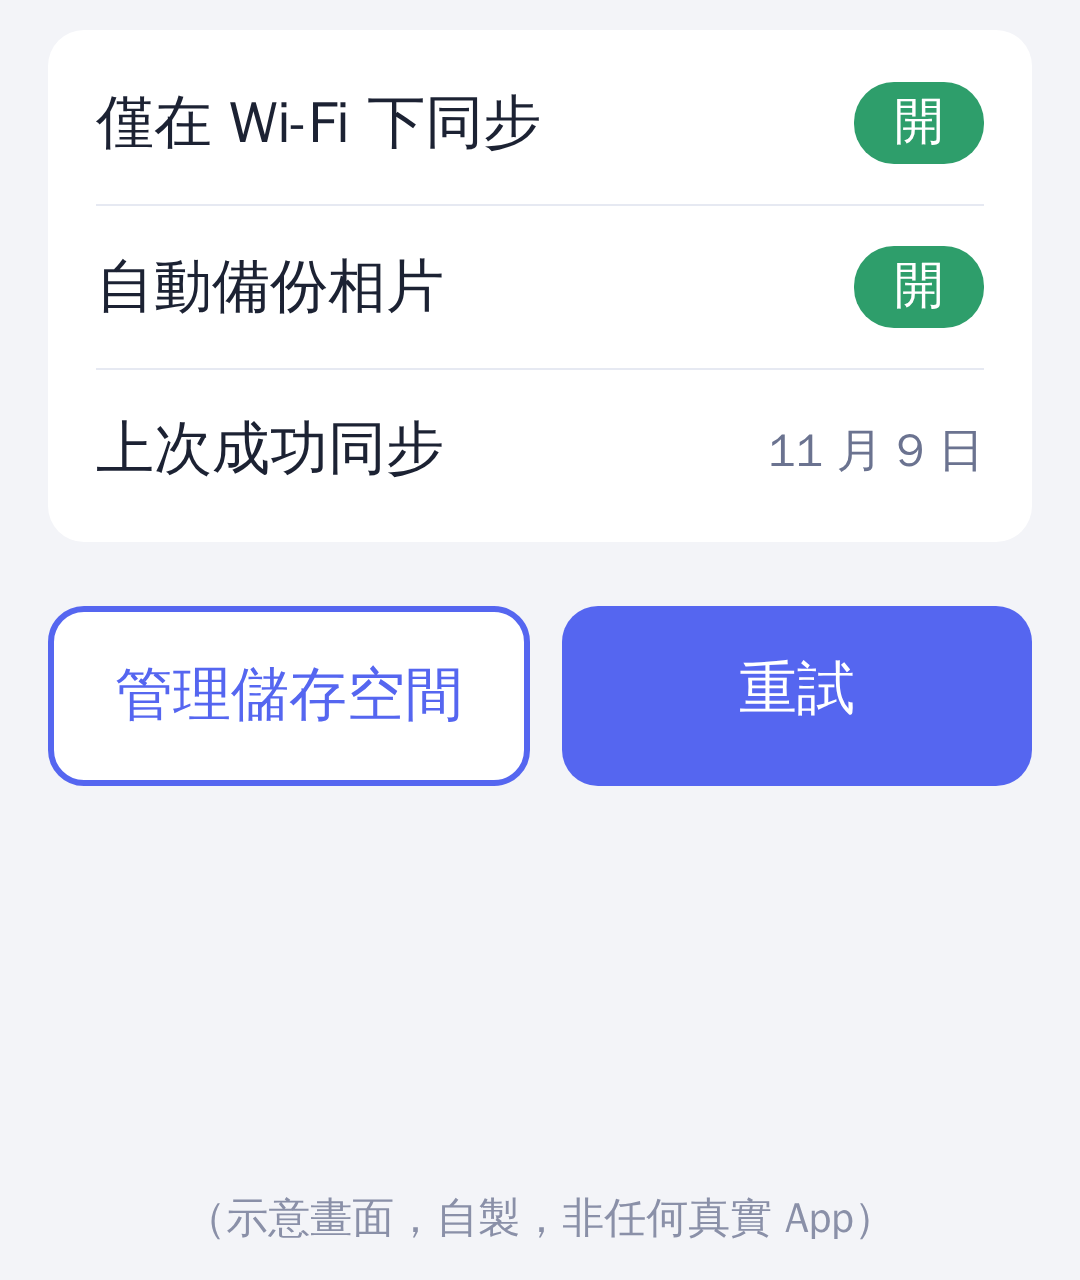 僅在 Wi-Fi 下同步 開
自動備份相片 開
上次成功同步 11 月 9 日
管理儲存空間 重試
（示意畫面，自製，非任何真實 App）